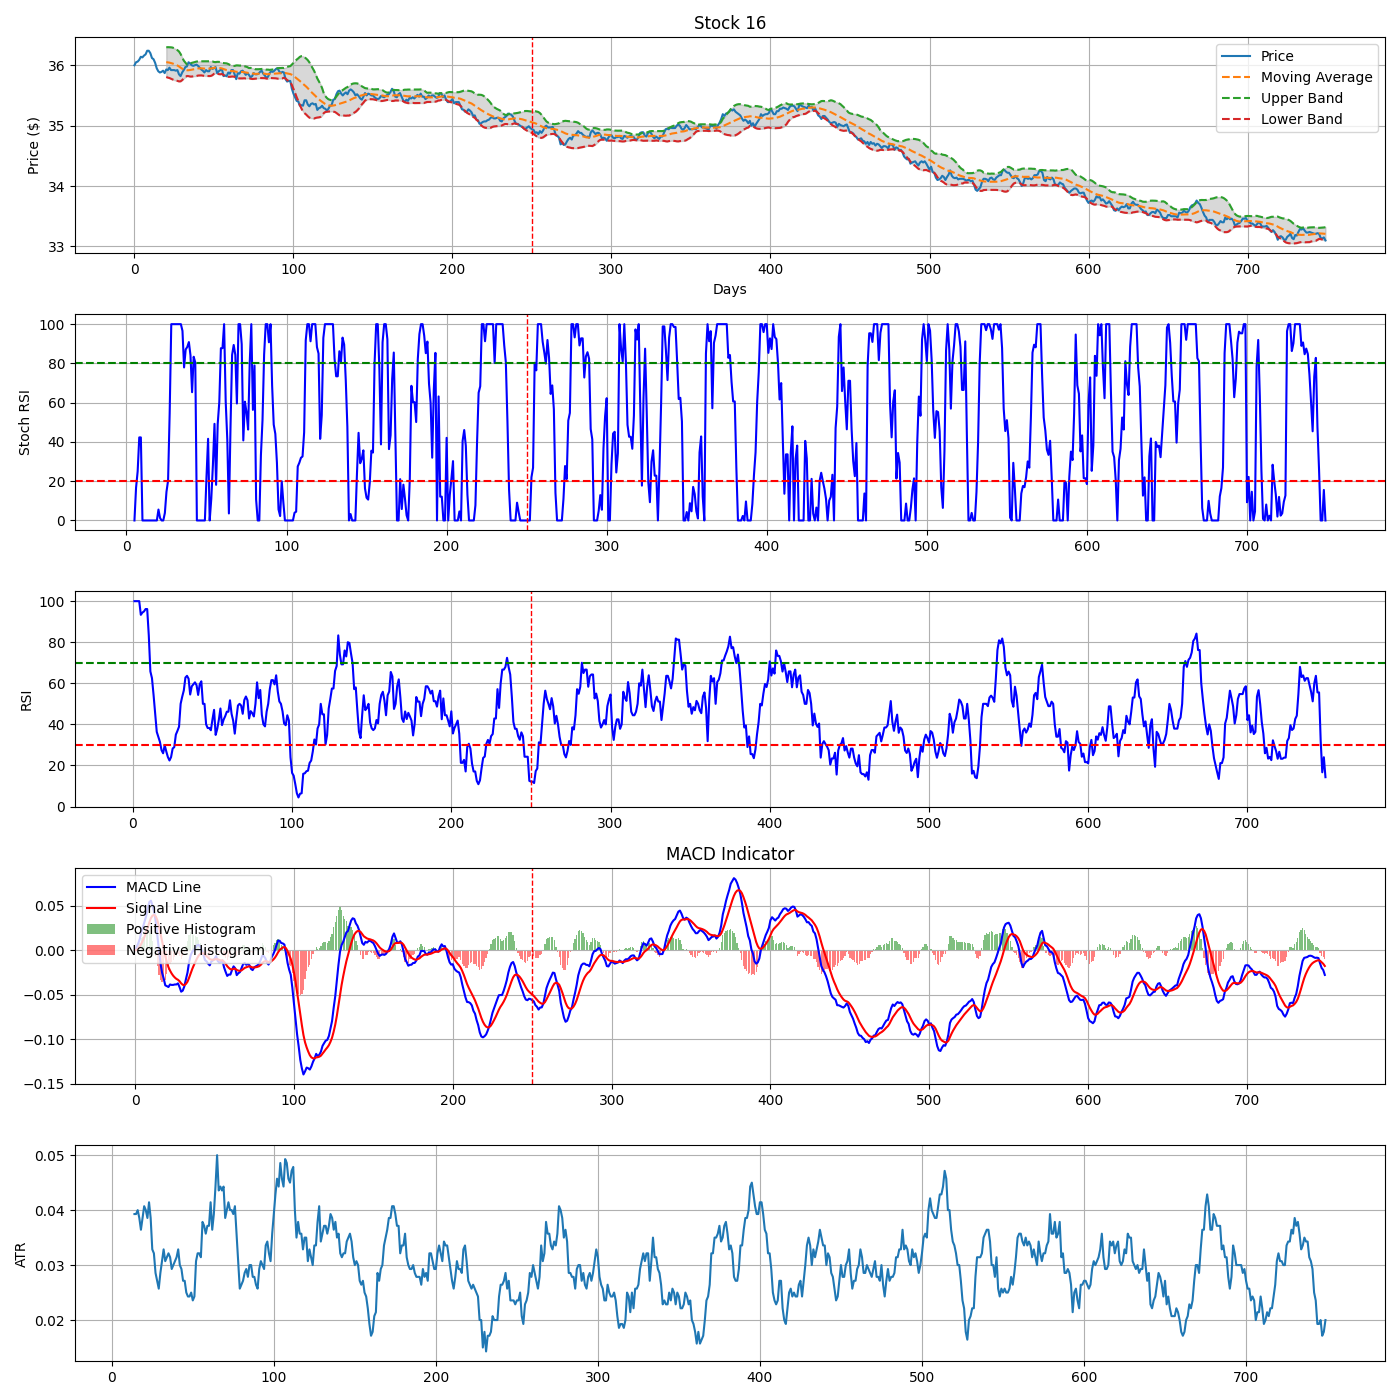 Stock 16
Price ($)
36
35
34
33
Price
Moving Average
Upper Band
Lower Band
0 100 200 300 400 500 600 700
Days
Stoch RSI
100
80
60
40
20
0
0 100 200 300 400 500 600 700
RSI
100
80
60
40
20
0
0 100 200 300 400 500 600 700
MACD Indicator
0.05
0.00
−0.05
−0.10
−0.15
MACD Line
Signal Line
Positive Histogram
Negative Histogram
0 100 200 300 400 500 600 700
ATR
0.05
0.04
0.03
0.02
0 100 200 300 400 500 600 700